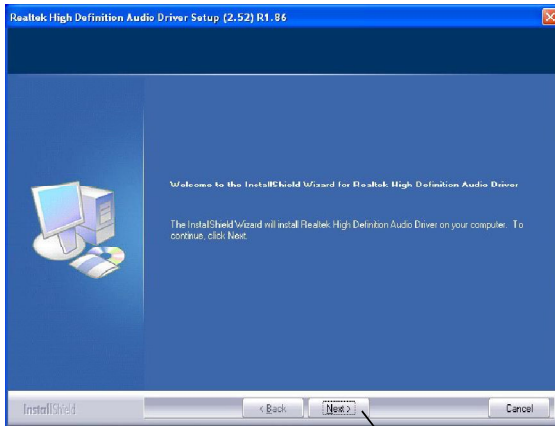 Realtek High Definition Audio Driver Setup (2.52) R1.86
Welcome to the InstallShield Wizard for Realtek High Definition Audio Driver
The InstalShield Wizard will install Realtek High Definition Audio Driver on your computer. To
continue, click Next.
InstallShield
< Back
Next >
Cancel